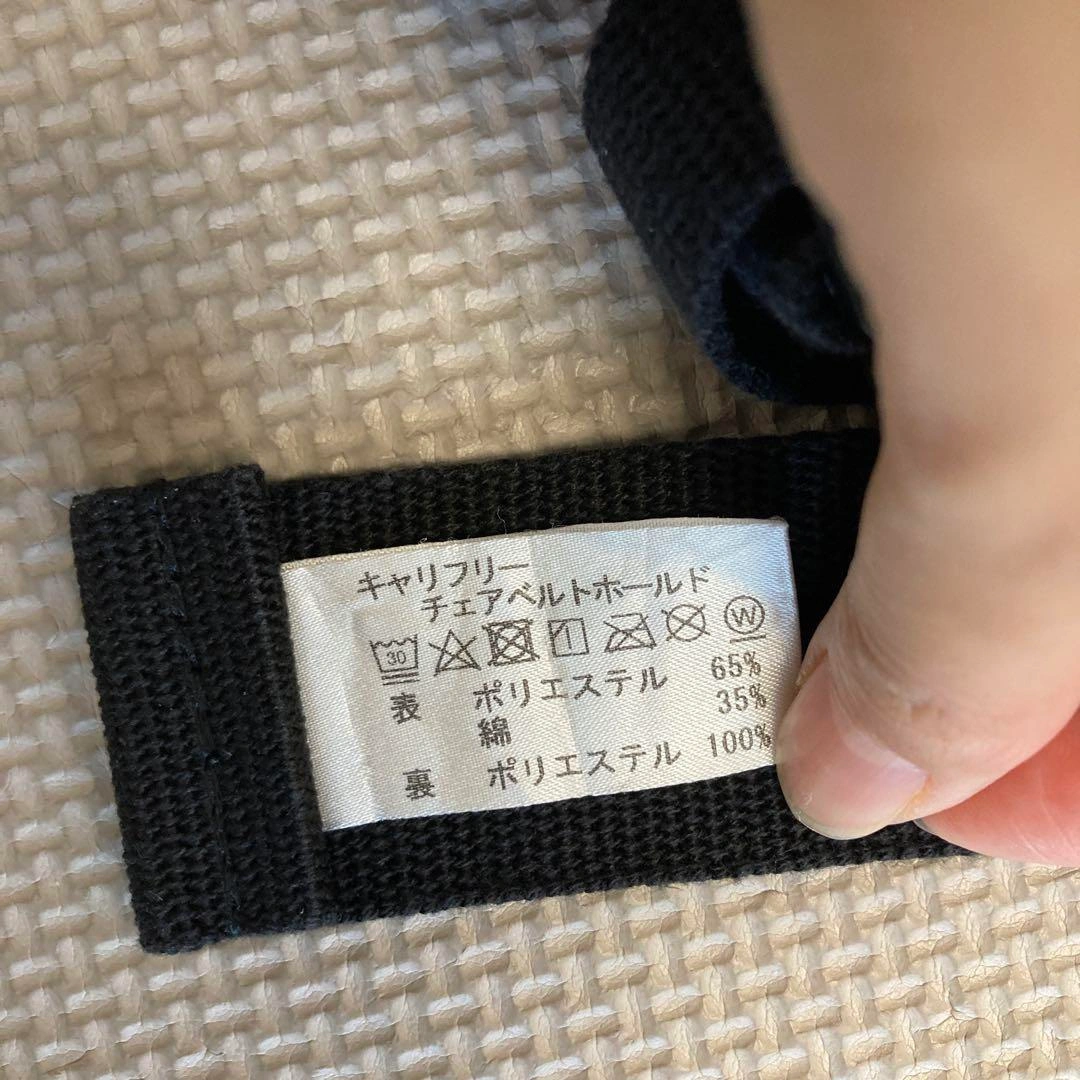 キャリフリー
チェアベルトホールド
30 W
表 ポリエステル 65%
綿 35%
裏 ポリエステル 100%